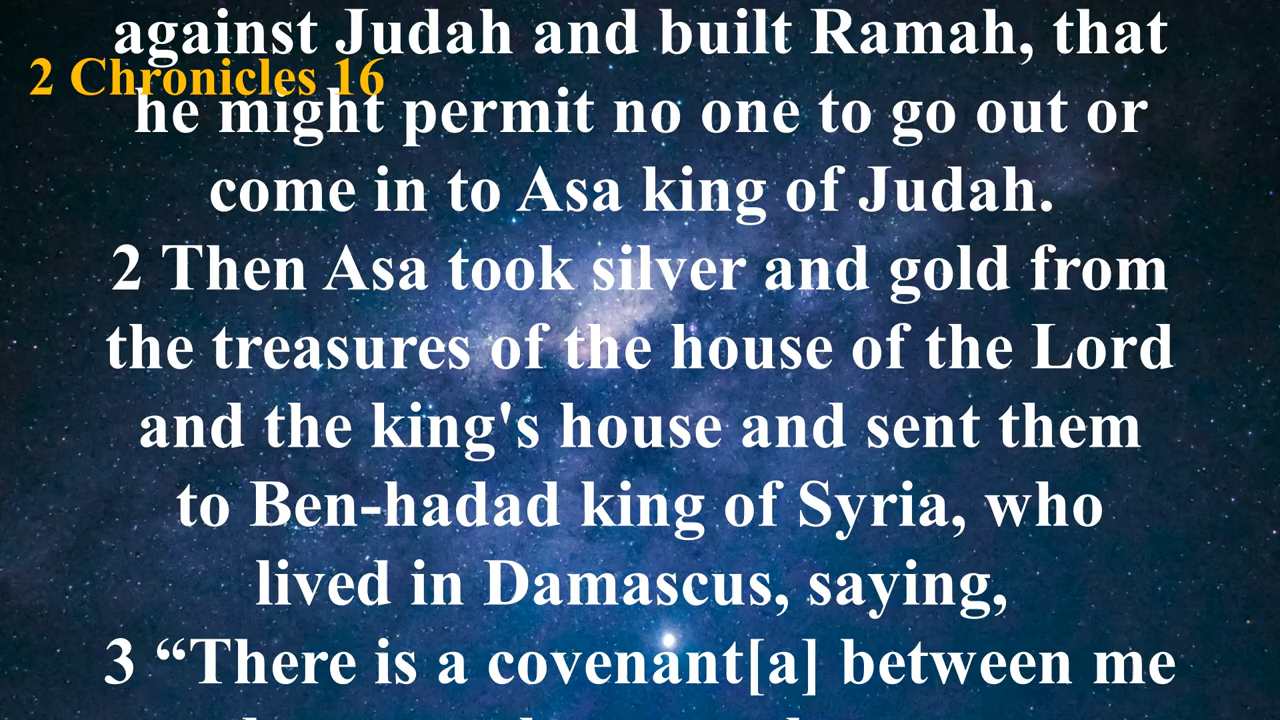 against Judah and built Ramah, that
2 Chronicles 16
he might permit no one to go out or
come in to Asa king of Judah.
2 Then Asa took silver and gold from
the treasures of the house of the Lord
and the king's house and sent them
to Ben-hadad king of Syria, who
lived in Damascus, saying,
3 “There is a covenant[a] between me